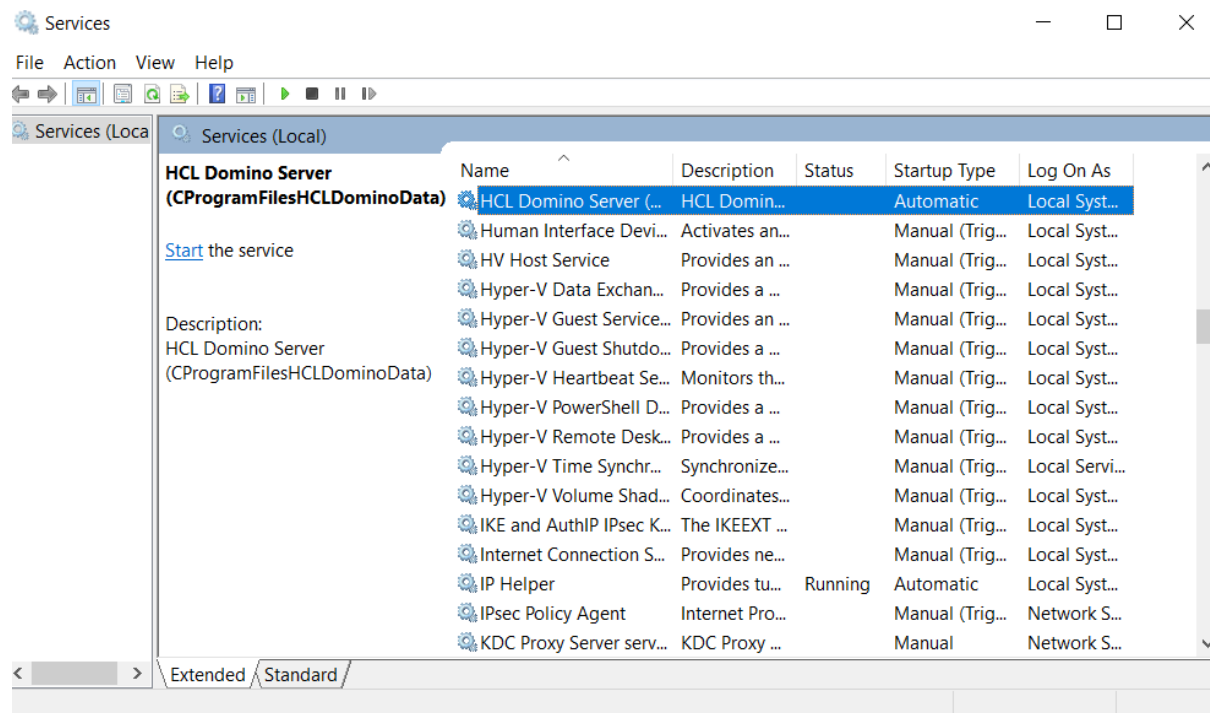 Services
File Action View Help
Services (Loca
Services (Local)
HCL Domino Server
(CProgramFilesHCLDominoData)
Start the service
Description:
HCL Domino Server
(CProgramFilesHCLDominoData)
Name Description Status Startup Type Log On As
HCL Domino Server (... HCL Domin... Automatic Local Syst...
Human Interface Devi... Activates an... Manual (Trig... Local Syst...
HV Host Service Provides an ... Manual (Trig... Local Syst...
Hyper-V Data Exchan... Provides a ... Manual (Trig... Local Syst...
Hyper-V Guest Service... Provides an ... Manual (Trig... Local Syst...
Hyper-V Guest Shutdo... Provides a ... Manual (Trig... Local Syst...
Hyper-V Heartbeat Se... Monitors th... Manual (Trig... Local Syst...
Hyper-V PowerShell D... Provides a ... Manual (Trig... Local Syst...
Hyper-V Remote Desk... Provides a ... Manual (Trig... Local Syst...
Hyper-V Time Synchr... Synchronize... Manual (Trig... Local Servi...
Hyper-V Volume Shad... Coordinates... Manual (Trig... Local Syst...
IKE and AuthIP IPsec K... The IKEEXT ... Manual (Trig... Local Syst...
Internet Connection S... Provides ne... Manual (Trig... Local Syst...
IP Helper Provides tu... Running Automatic Local Syst...
IPsec Policy Agent Internet Pro... Manual (Trig... Network S...
KDC Proxy Server serv... KDC Proxy ... Manual Network S...
Extended Standard